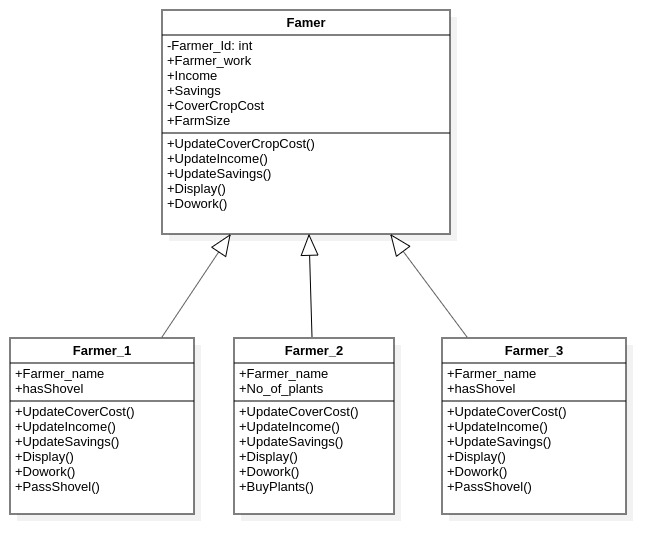 Famer
-Farmer_Id: int
+Farmer_work
+Income
+Savings
+CoverCropCost
+FarmSize
+UpdateCoverCropCost()
+UpdateIncome()
+UpdateSavings()
+Display()
+Dowork()
Farmer_1
+Farmer_name
+hasShovel
+UpdateCoverCost()
+UpdateIncome()
+UpdateSavings()
+Display()
+Dowork()
+PassShovel()
Farmer_2
+Farmer_name
+No_of_plants
+UpdateCoverCost()
+UpdateIncome()
+UpdateSavings()
+Display()
+Dowork()
+BuyPlants()
Farmer_3
+Farmer_name
+hasShovel
+UpdateCoverCost()
+UpdateIncome()
+UpdateSavings()
+Display()
+Dowork()
+PassShovel()